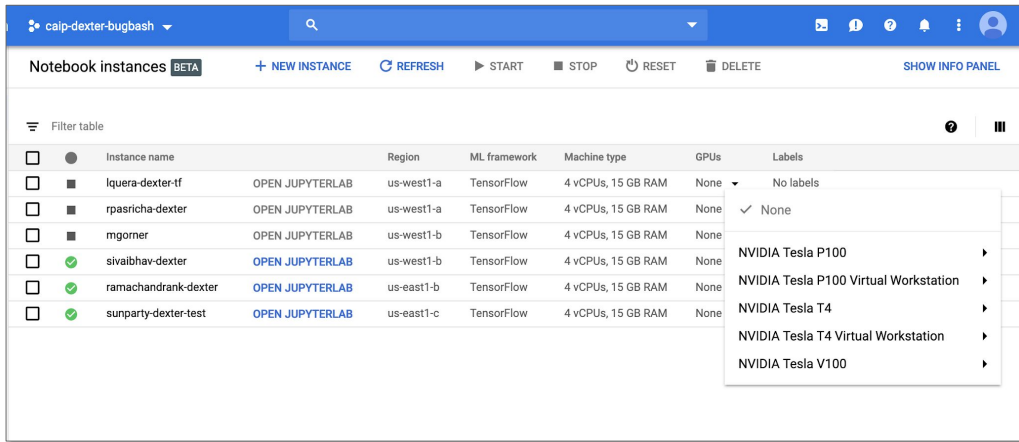 caip-dexter-bugbash
Notebook instances BETA + NEW INSTANCE REFRESH START STOP RESET DELETE SHOW INFO PANEL
Filter table
Instance name Region ML framework Machine type GPUs Labels
lquera-dexter-tf OPEN JUPYTERLAB us-west1-a TensorFlow 4 vCPUs, 15 GB RAM None No labels
rpasricha-dexter OPEN JUPYTERLAB us-west1-a TensorFlow 4 vCPUs, 15 GB RAM None
mgorner OPEN JUPYTERLAB us-west1-b TensorFlow 4 vCPUs, 15 GB RAM None
sivaibhav-dexter OPEN JUPYTERLAB us-west1-b TensorFlow 4 vCPUs, 15 GB RAM None
ramachandrank-dexter OPEN JUPYTERLAB us-east1-b TensorFlow 4 vCPUs, 15 GB RAM None
sunparty-dexter-test OPEN JUPYTERLAB us-east1-c TensorFlow 4 vCPUs, 15 GB RAM None
None
NVIDIA Tesla P100
NVIDIA Tesla P100 Virtual Workstation
NVIDIA Tesla T4
NVIDIA Tesla T4 Virtual Workstation
NVIDIA Tesla V100